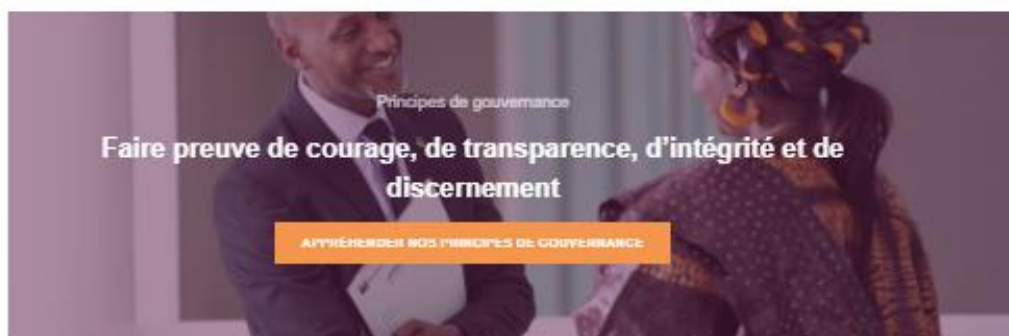 Principes de gouvernance
Faire preuve de courage, de transparence, d'intégrité et de
discernement
APPRÉHENDER NOS PRINCIPES DE GOUVERNANCE